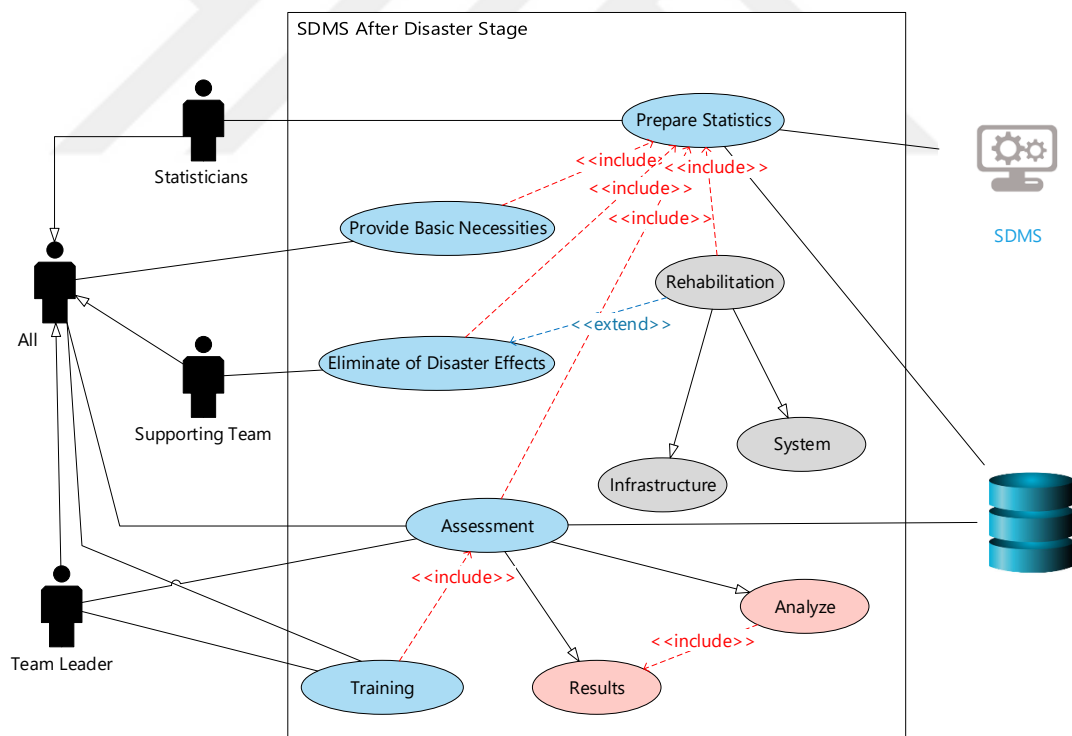 SDMS After Disaster Stage
Prepare Statistics
<<include>
<<include>>
Statisticians
<<include>>
<<include>>
Provide Basic Necessities
SDMS
Rehabilitation
All
<<extend>>
Eliminate of Disaster Effects
Supporting Team
System
Infrastructure
Assessment
<<include>>
Analyze
<<include>>
Team Leader
Training
Results